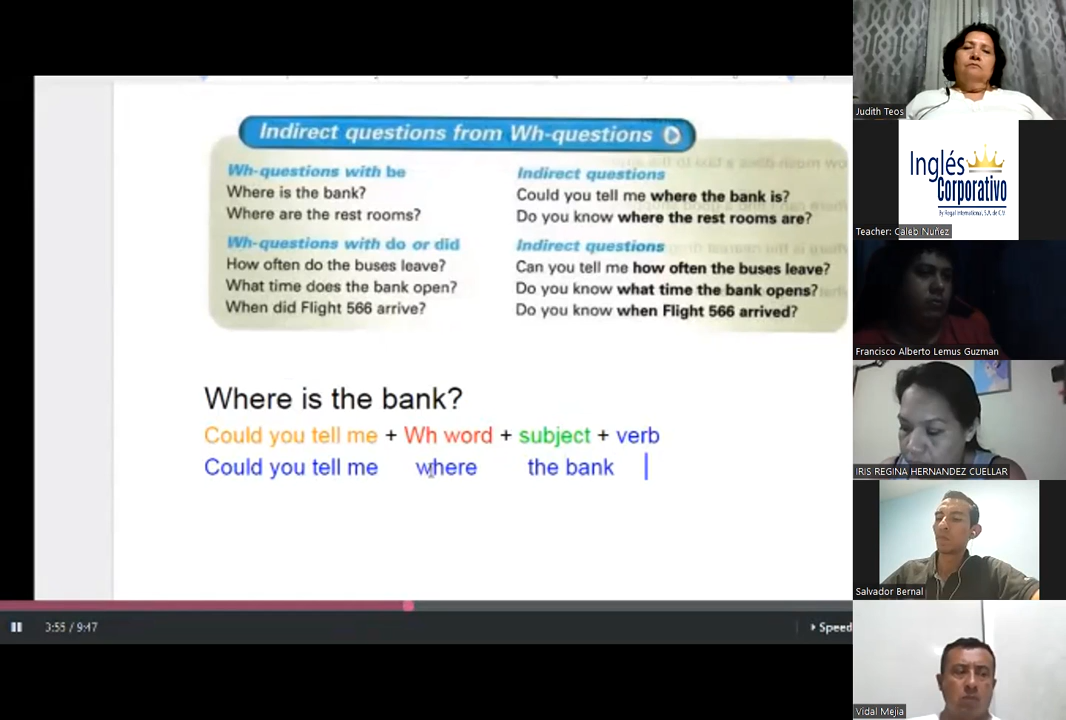 Indirect questions from Wh-questions
Wh-questions with be
Where is the bank?
Where are the rest rooms?
Indirect questions
Could you tell me where the bank is?
Do you know where the rest rooms are?
Wh-questions with do or did
How often do the buses leave?
What time does the bank open?
When did Flight 566 arrive?
Indirect questions
Can you tell me how often the buses leave?
Do you know what time the bank opens?
Do you know when Flight 566 arrived?
Where is the bank?
Could you tell me + Wh word + subject + verb
Could you tell me where the bank
3:55 / 9:47
Speed
Judith Teos
Inglés
Corporativo
By Regal International, S.A. de C.V.
Teacher: Caleb Nuñez
Francisco Alberto Lemus Guzman
IRIS REGINA HERNANDEZ CUELLAR
Salvador Bernal
Vidal Mejia